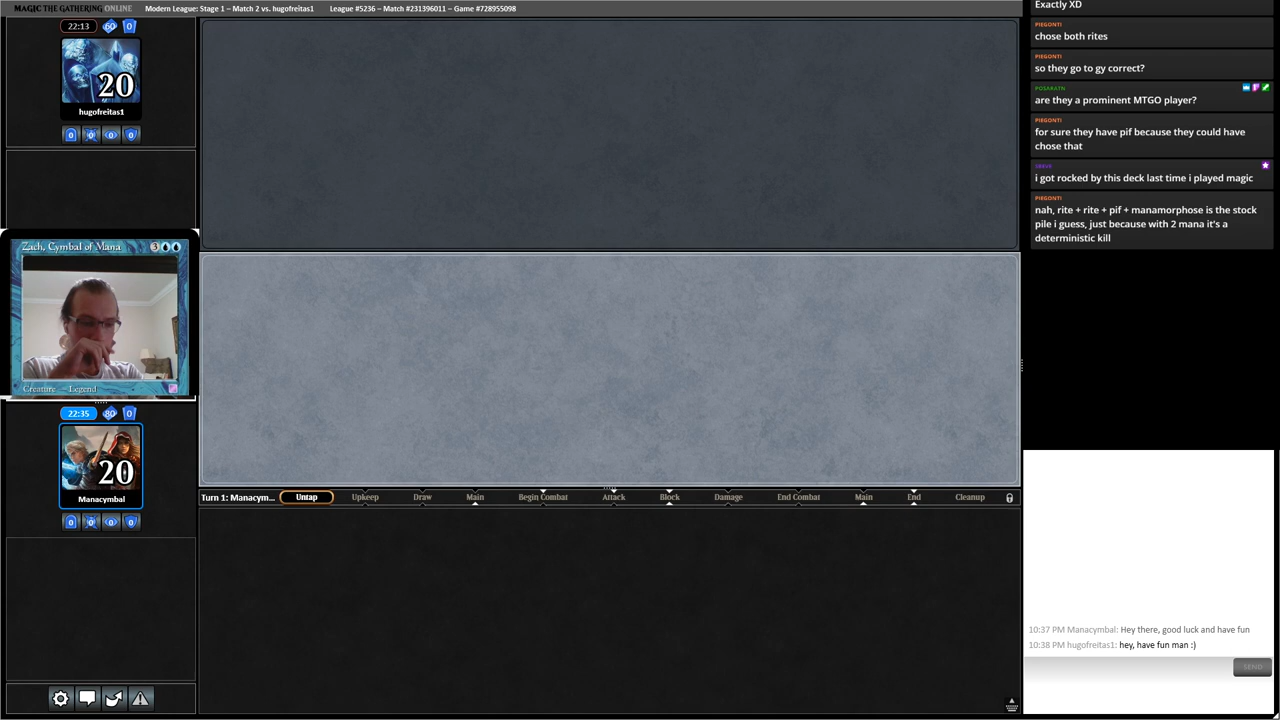 MAGIC THE GATHERING ONLINE Modern League: Stage 1 – Match 2 vs. hugofreitas1 League #5236 – Match #231396011 – Game #728955098
22:13 60 0
20
hugofreitas1
0 0 0 0
Zach, Cymbal of Mana 3
Creature – Legend
22:35 80 0
20
Manacymbal
0 0 0 0
Turn 1: Manacym... Untap Upkeep Draw Main Begin Combat Attack Block Damage End Combat Main End Cleanup
Exactly XD
PIEGONTI
chose both rites
PIEGONTI
so they go to gy correct?
POSARATN
are they a prominent MTGO player?
PIEGONTI
for sure they have pif because they could have
chose that
i got rocked by this deck last time i played magic
PIEGONTI
nah, rite + rite + pif + manamorphose is the stock
pile i guess, just because with 2 mana it's a
deterministic kill
10:37 PM Manacymbal: Hey there, good luck and have fun
10:38 PM hugofreitas1: hey, have fun man :)
SEND